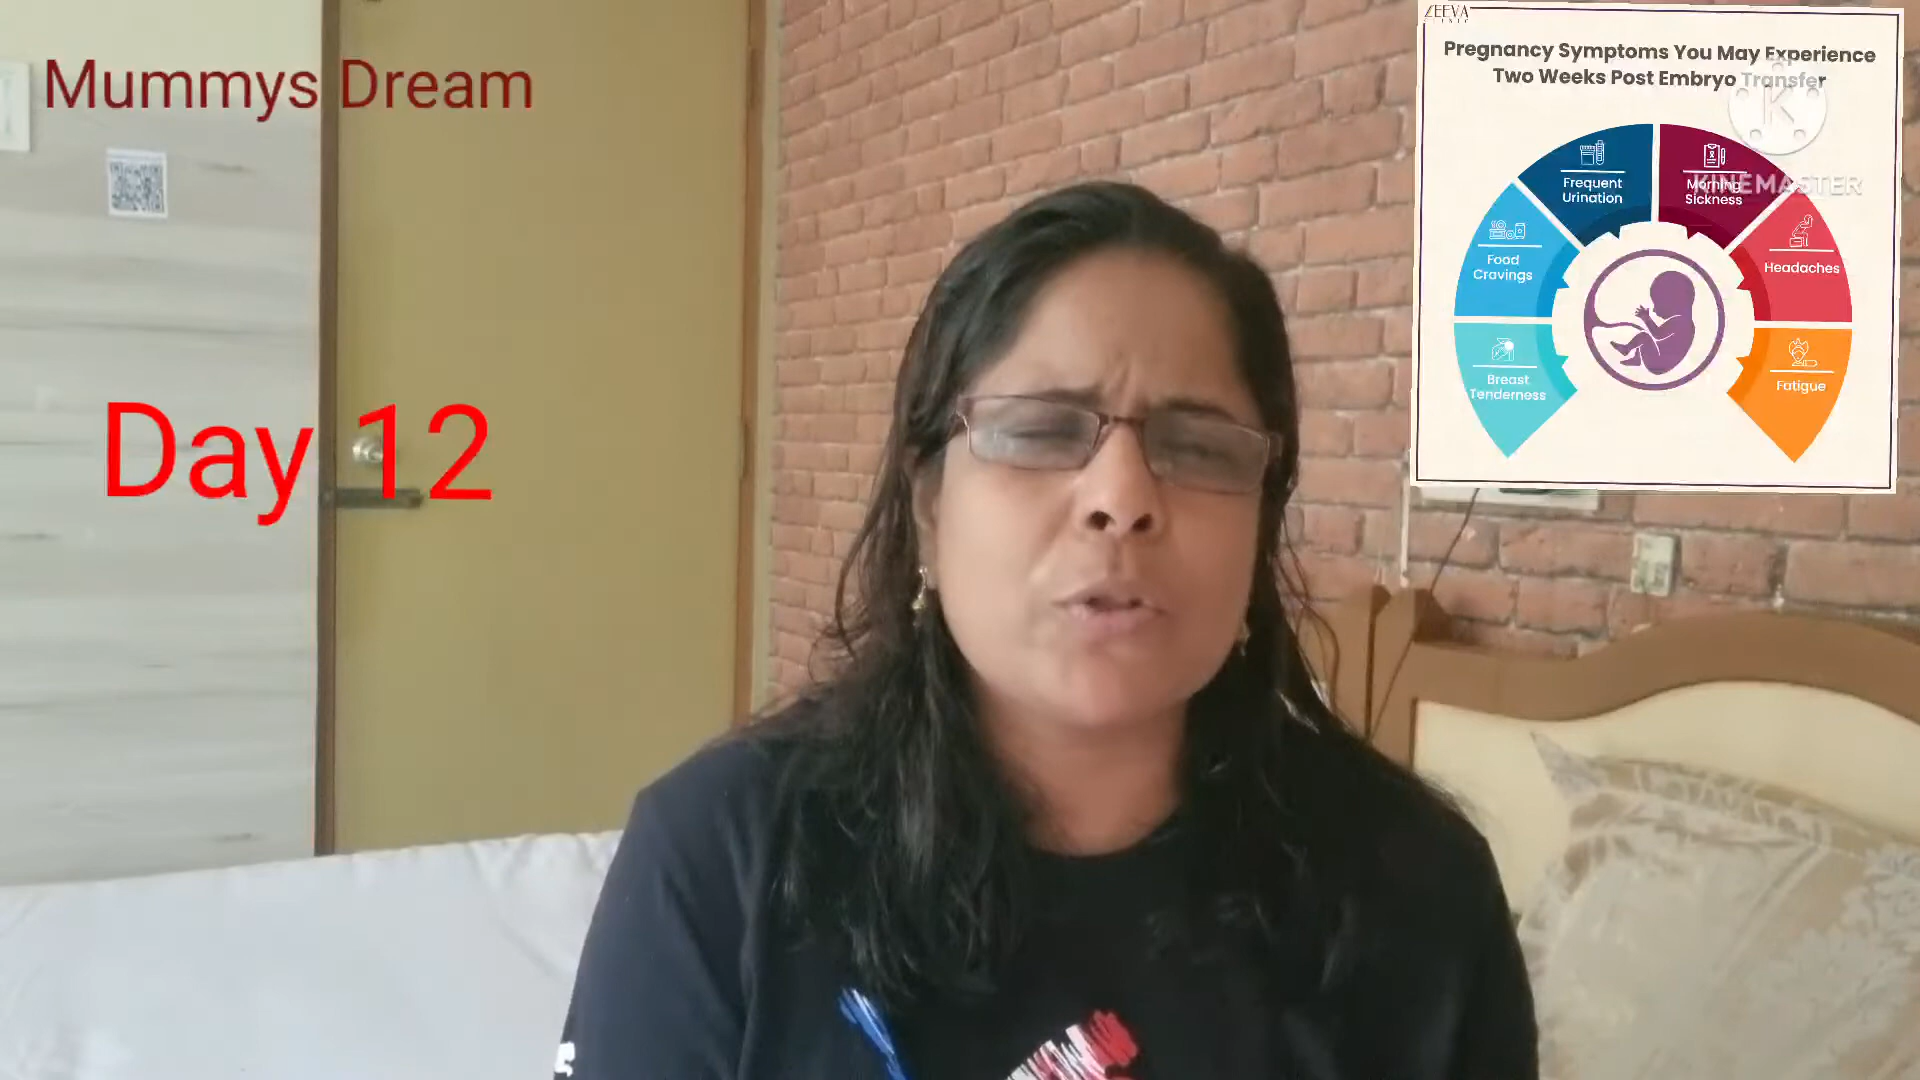 Mummys Dream
Day 12
ZEEVA
CLINIC
Pregnancy Symptoms You May Experience
Two Weeks Post Embryo Transfer
Frequent
Urination
Morning
Sickness
Food
Cravings
Headaches
Breast
Tenderness
Fatigue
K
KINEMASTER